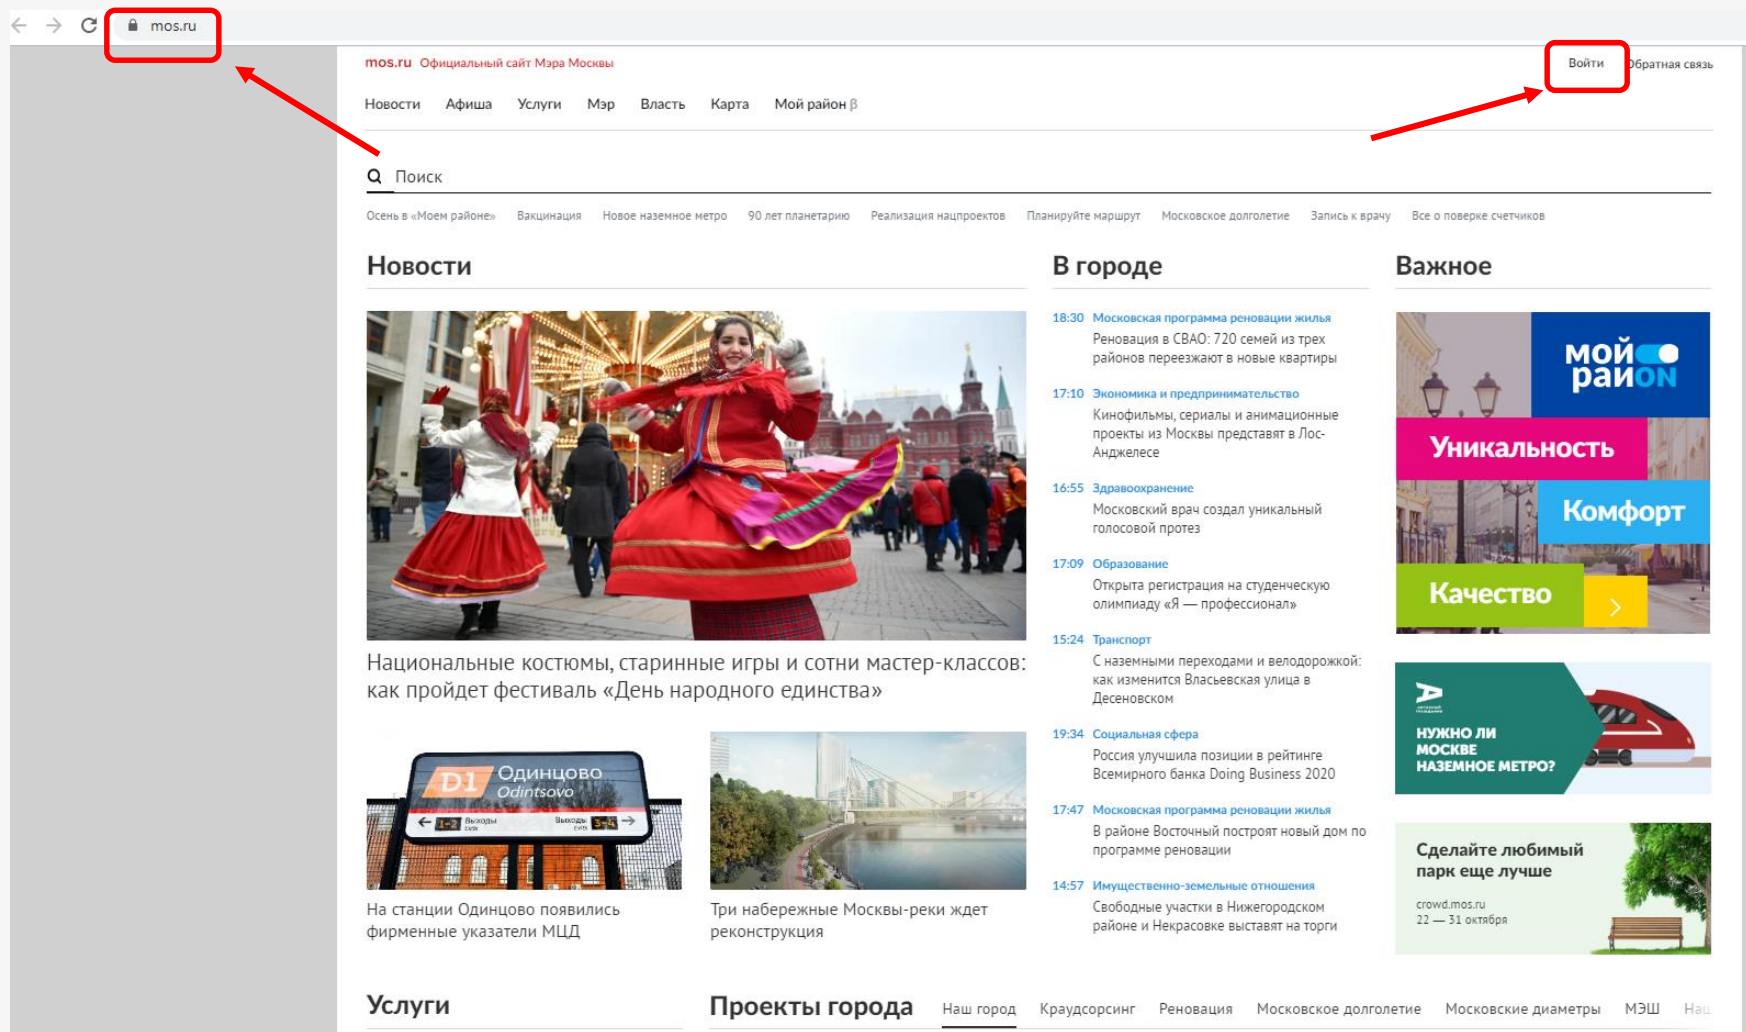 mos.ru
mos.ru Официальный сайт Мэра Москвы
Войти
Обратная связь
Новости Афиша Услуги Мэр Власть Карта Мой район β
Поиск
Осень в «Моем районе» Вакцинация Новое наземное метро 90 лет планетарию Реализация нацпроектов Планируйте маршрут Московское долголетие Запись к врачу Все о поверке счетчиков
Новости
Национальные костюмы, старинные игры и сотни мастер-классов:
как пройдет фестиваль «День народного единства»
D1 Одинцово
Odintsovo
1-2 Выходы
Выходы 3-4
На станции Одинцово появились
фирменные указатели МЦД
Три набережные Москвы-реки ждет
реконструкция
В городе
18:30 Московская программа реновации жилья
Реновация в СВАО: 720 семей из трех
районов переезжают в новые квартиры
17:10 Экономика и предпринимательство
Кинофильмы, сериалы и анимационные
проекты из Москвы представят в Лос-
Анджелесе
16:55 Здравоохранение
Московский врач создал уникальный
голосовой протез
17:09 Образование
Открыта регистрация на студенческую
олимпиаду «Я — профессионал»
15:24 Транспорт
С наземными переходами и велодорожкой:
как изменится Власьевская улица в
Десеновском
19:34 Социальная сфера
Россия улучшила позиции в рейтинге
Всемирного банка Doing Business 2020
17:47 Московская программа реновации жилья
В районе Восточный построят новый дом по
программе реновации
14:57 Имущественно-земельные отношения
Свободные участки в Нижегородском
районе и Некрасовке выставят на торги
Важное
мой
райON
Уникальность
Комфорт
Качество
НУЖНО ЛИ
МОСКВЕ
НАЗЕМНОЕ МЕТРО?
Сделайте любимый
парк еще лучше
crowd.mos.ru
22 — 31 октября
Услуги
Проекты города Наш город Краудсорсинг Реновация Московское долголетие Московские диаметры МЭШ Наш